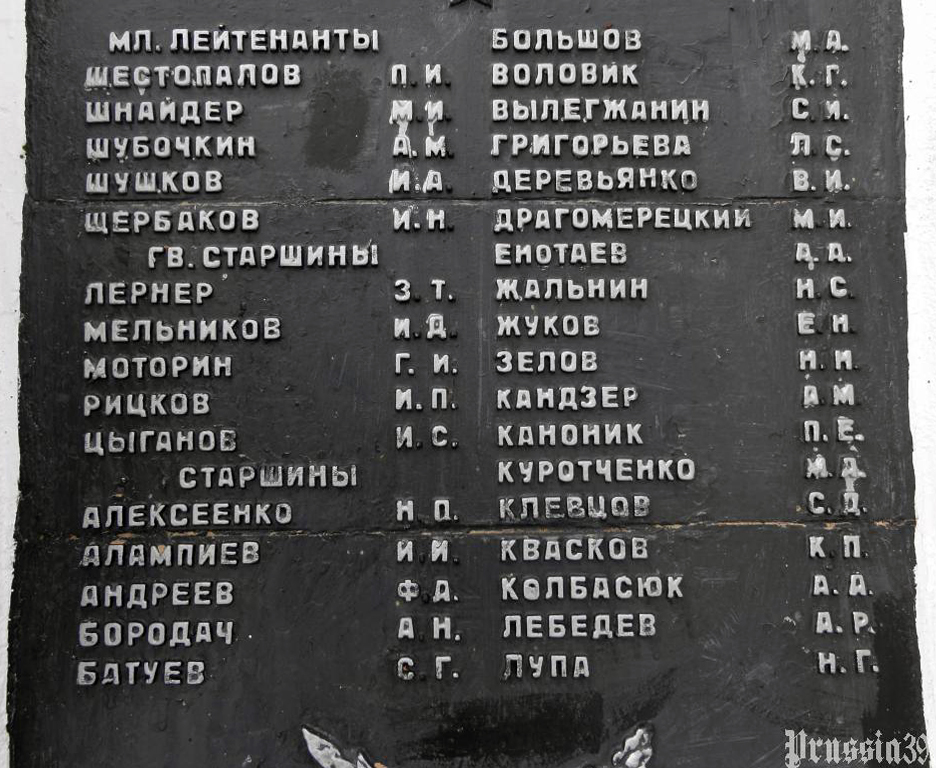 МЛ. ЛЕЙТЕНАНТЫ
ШЕСТОПАЛОВ П. И.
ШНАЙДЕР М. И.
ШУБОЧКИН А. М.
ШУШКОВ И. А.
ЩЕРБАКОВ И. Н.
ГВ. СТАРШИНЫ
ЛЕРНЕР З. Т.
МЕЛЬНИКОВ И. Д.
МОТОРИН Г. И.
РИЦКОВ И. П.
ЦЫГАНОВ И. С.
СТАРШИНЫ
АЛЕКСЕЕНКО Н. О.
АЛАМПИЕВ И. И.
АНДРЕЕВ Ф. А.
БОРОДАЧ А. Н.
БАТУЕВ С. Г.
БОЛЬШОВ М. А.
ВОЛОВИК К. Г.
ВЫЛЕГЖАНИН С. И.
ГРИГОРЬЕВА Л. С.
ДЕРЕВЬЯНКО В. И.
ДРАГОМЕРЕЦКИЙ М. И.
ЕНОТАЕВ А. А.
ЖАЛЬНИН Н. С.
ЖУКОВ Е. Н.
ЗЕЛОВ Н. Н.
КАНДЗЕР А. М.
КАНОНИК П. Е.
КУРОТЧЕНКО М. Д.
КЛЕВЦОВ С. Д.
КВАСКОВ К. П.
КОЛБАСЮК А. А.
ЛЕБЕДЕВ А. Р.
ЛУПА Н. Г.
Prussia39